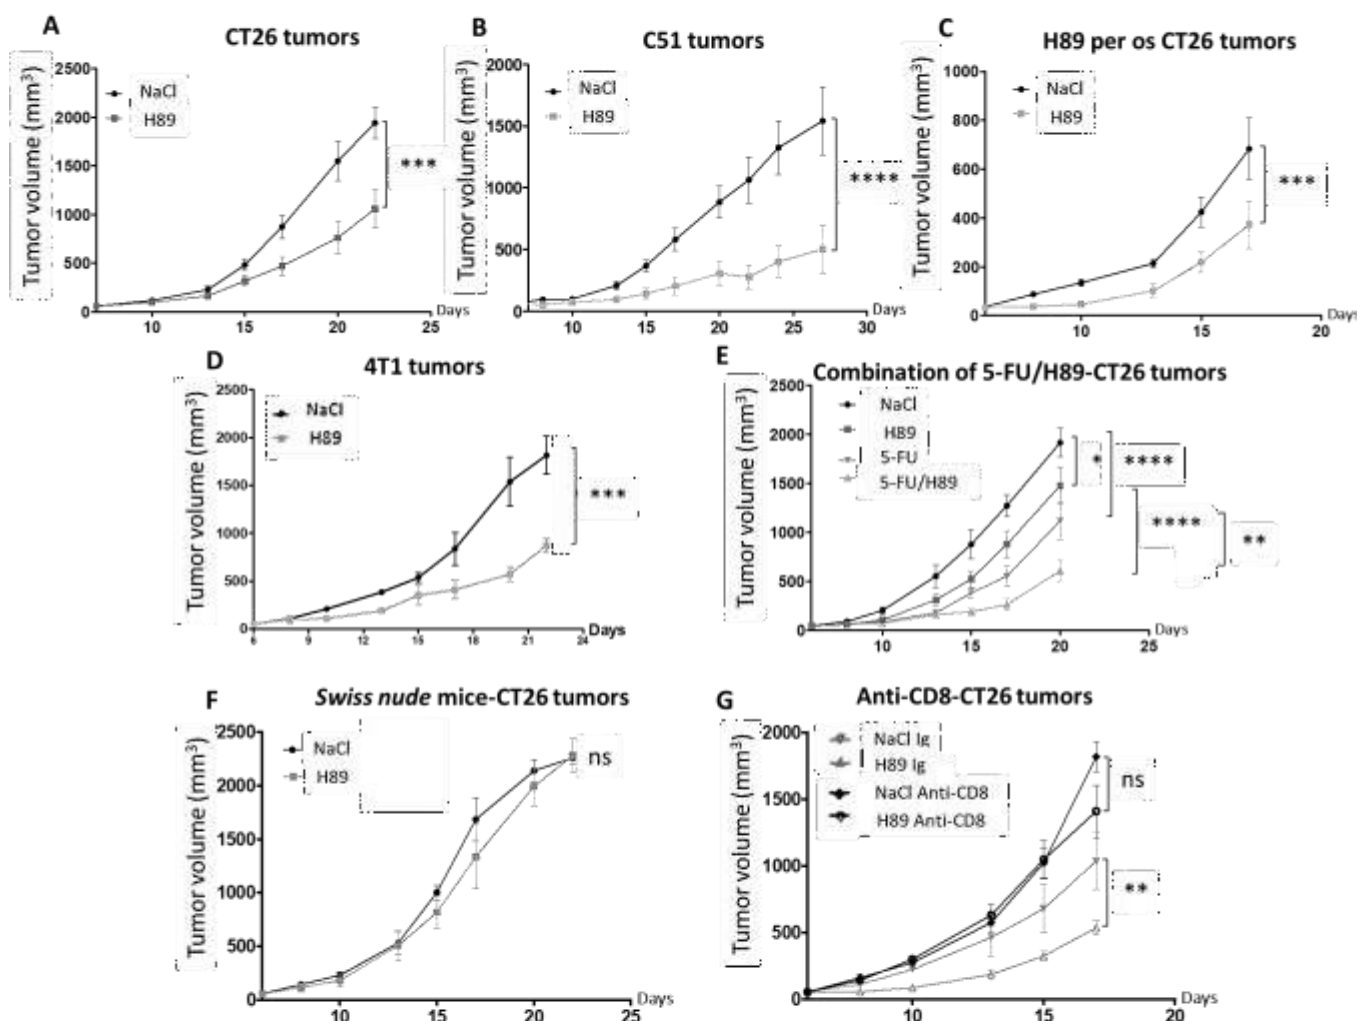 A
CT26 tumors
Tumor volume (mm³)
2500
2000
1500
1000
500
0
NaCl
H89
***
10
15
20
25
Days
B
C51 tumors
Tumor volume (mm³)
2000
1500
1000
500
0
NaCl
H89
****
10
15
20
25
30
Days
C
H89 per os CT26 tumors
Tumor volume (mm³)
1000
800
600
400
200
0
NaCl
H89
***
10
15
20
Days
D
4T1 tumors
Tumor volume (mm³)
2500
2000
1500
1000
500
0
NaCl
H89
***
6
9
12
15
18
21
24
Days
E
Combination of 5-FU/H89-CT26 tumors
Tumor volume (mm³)
2500
2000
1500
1000
500
0
NaCl
H89
5-FU
5-FU/H89
*
****
****
**
10
15
20
25
Days
F
Swiss nude mice-CT26 tumors
Tumor volume (mm³)
2500
2000
1500
1000
500
0
NaCl
H89
ns
10
15
20
25
Days
G
Anti-CD8-CT26 tumors
Tumor volume (mm³)
2000
1500
1000
500
0
NaCl Ig
H89 Ig
NaCl Anti-CD8
H89 Anti-CD8
ns
**
10
15
20
Days